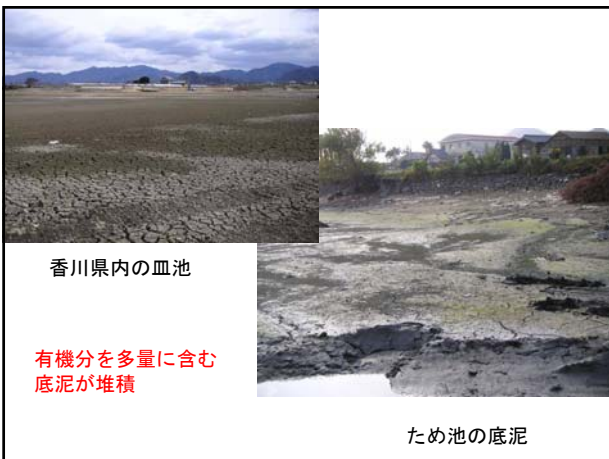 香川県内の皿池
有機分を多量に含む
底泥が堆積
ため池の底泥